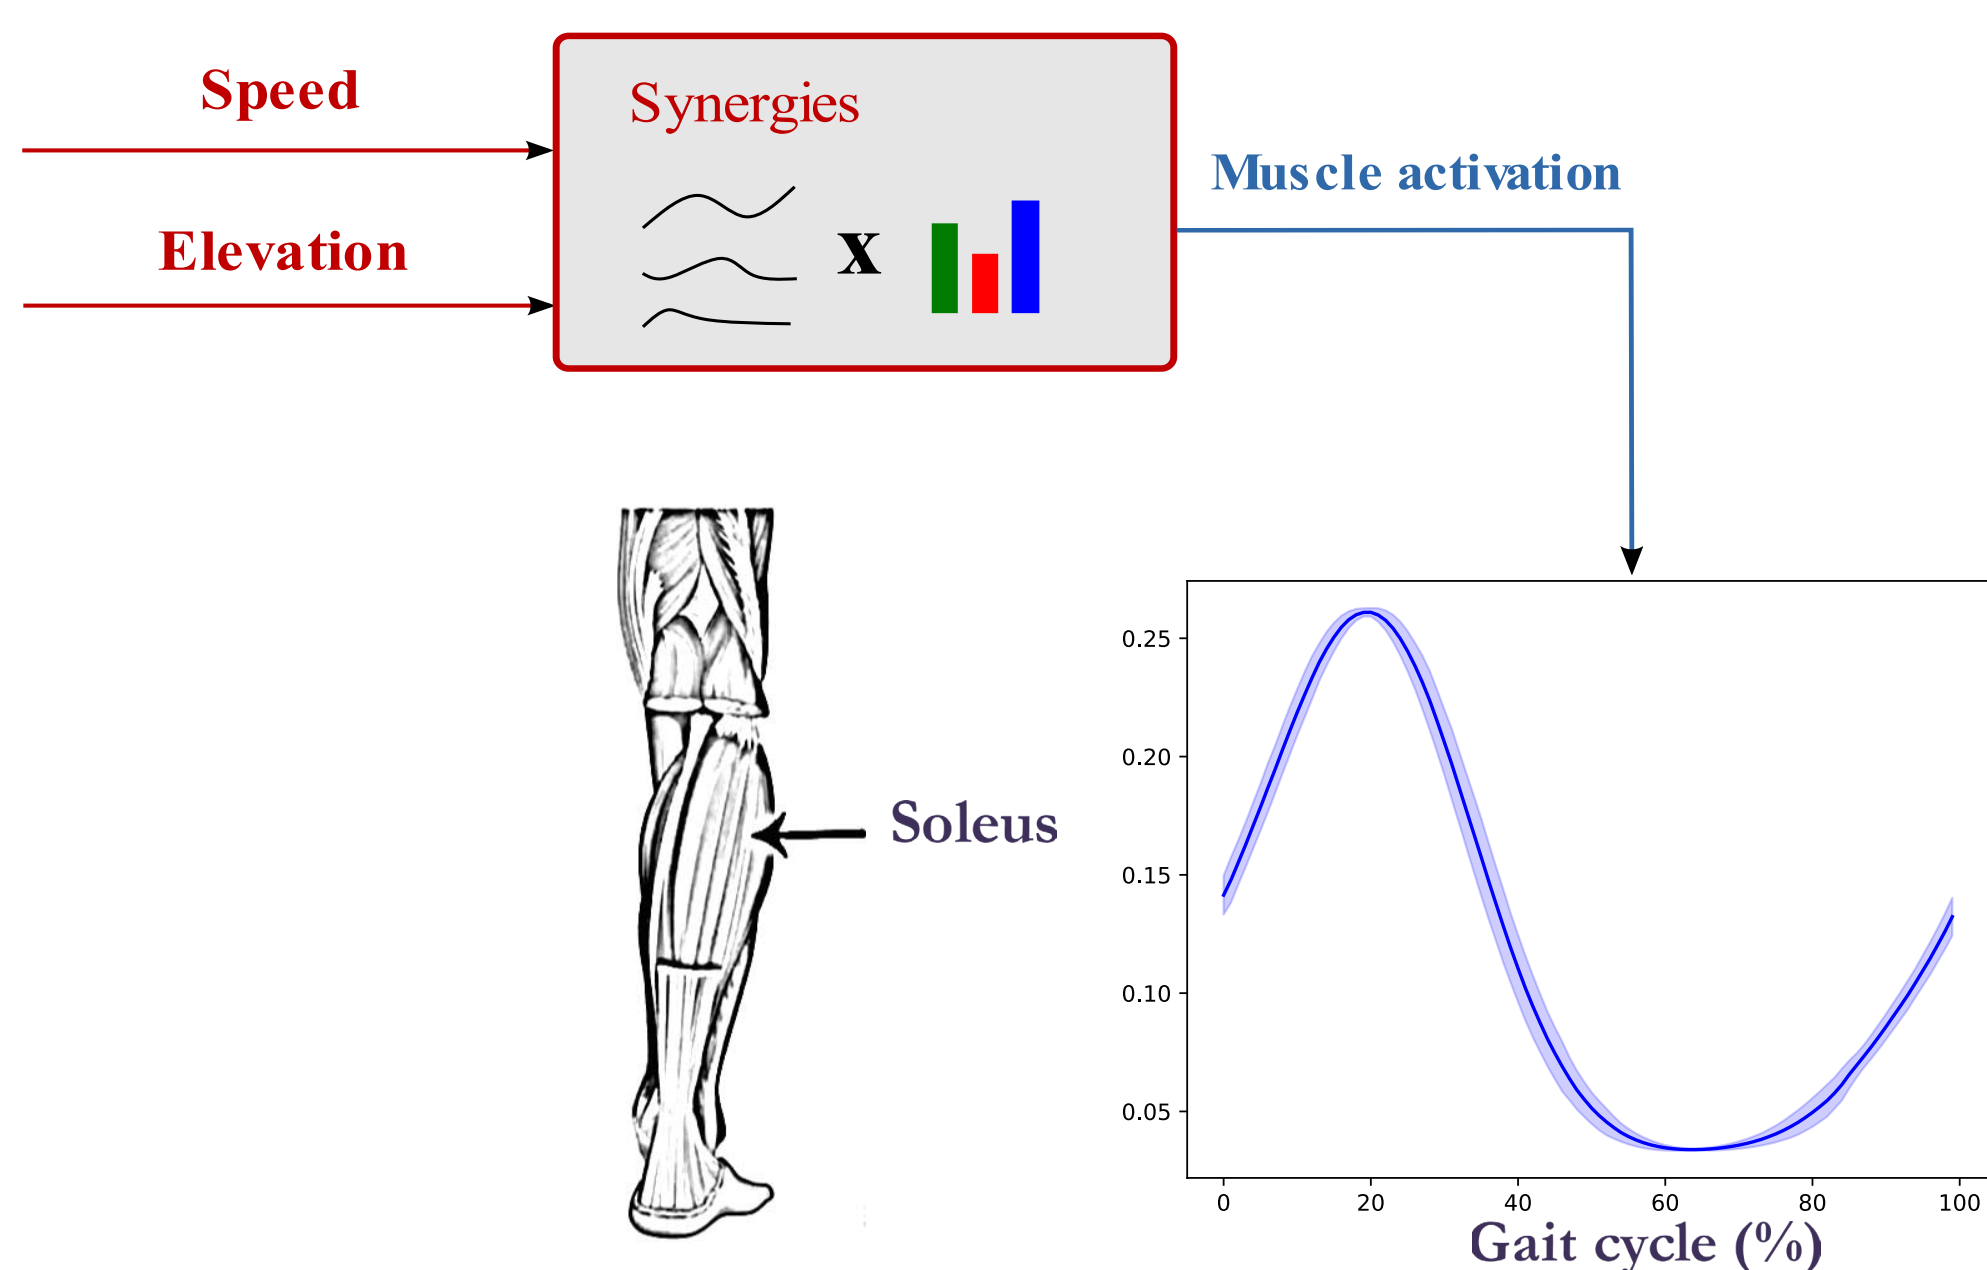 Speed
Elevation
Synergies
x
Muscle activation
Soleus
0.25
0.20
0.15
0.10
0.05
0 20 40 60 80 100
Gait cycle (%)